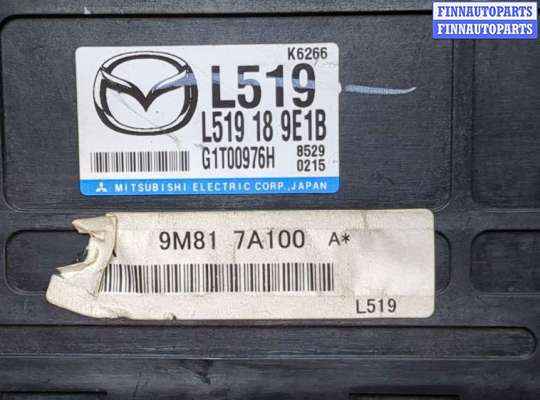 FINNAUTOPARTS
FINNAUTOPARTS
K6266
L519
L519 18 9E1B
G1T00976H 8529
0215
MITSUBISHI ELECTRIC CORP., JAPAN
9M81 7A100 A*
L519